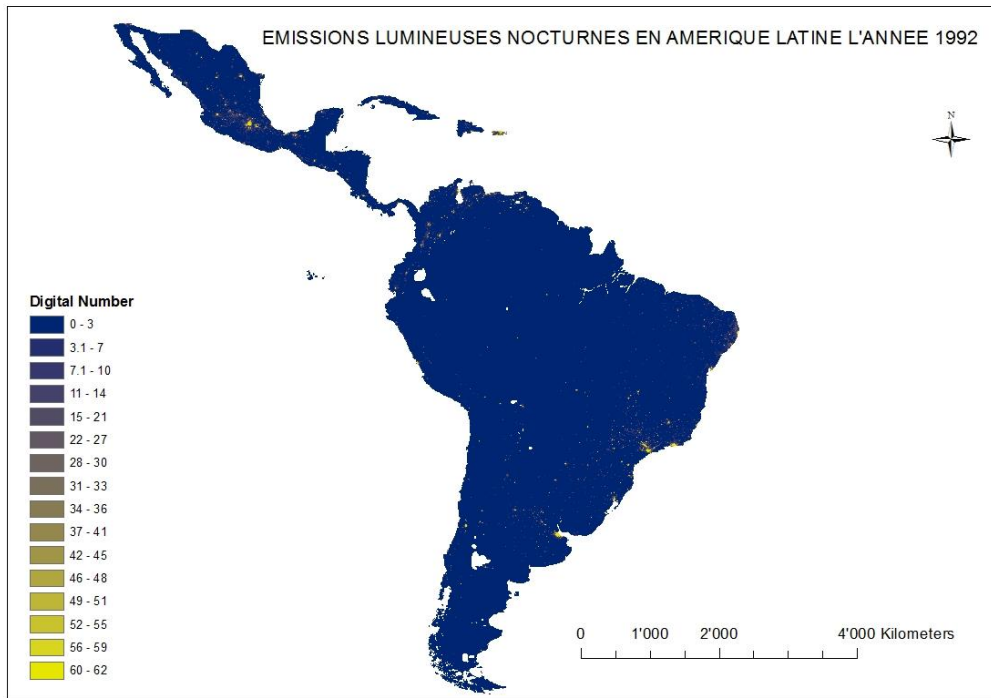 EMISSIONS LUMINEUSES NOCTURNES EN AMERIQUE LATINE L'ANNEE 1992
N
Digital Number
0 - 3
3.1 - 7
7.1 - 10
11 - 14
15 - 21
22 - 27
28 - 30
31 - 33
34 - 36
37 - 41
42 - 45
46 - 48
49 - 51
52 - 55
56 - 59
60 - 62
0 1'000 2'000 4'000 Kilometers